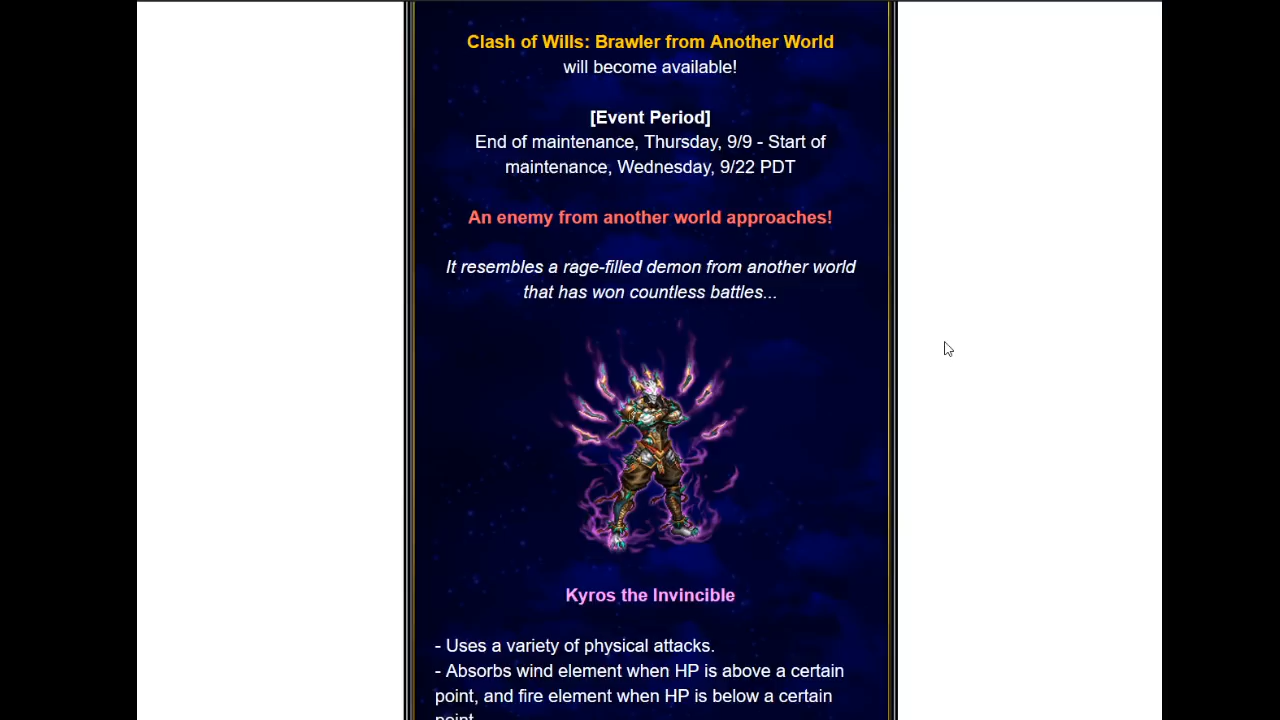 Clash of Wills: Brawler from Another World
will become available!
[Event Period]
End of maintenance, Thursday, 9/9 - Start of
maintenance, Wednesday, 9/22 PDT
An enemy from another world approaches!
It resembles a rage-filled demon from another world
that has won countless battles...
Kyros the Invincible
- Uses a variety of physical attacks.
- Absorbs wind element when HP is above a certain
point, and fire element when HP is below a certain
point